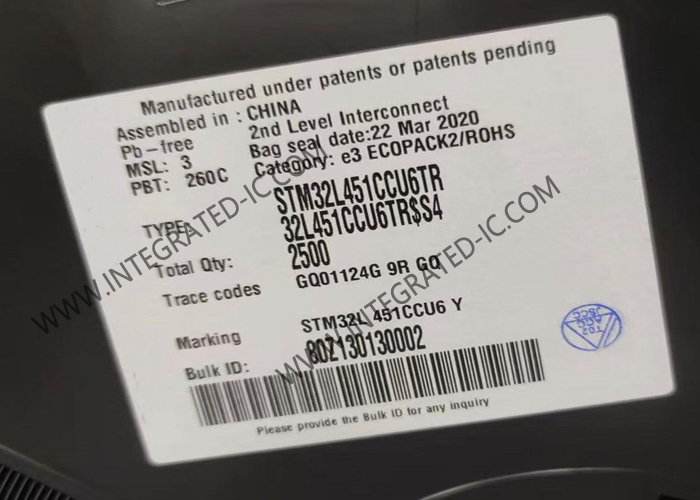 Manufactured under patents or patents pending
Assembled in : CHINA
Pb-free 2nd Level Interconnect
MSL: 3 Bag seal date:22 Mar 2020
PBT: 260C Category: e3 ECOPACK2/ROHS
TYPE: STM32L451CCU6TR
32L451CCU6TR$S4
Total Qty: 2500
Trace codes GQ01124G 9R GQ
Marking STM32L 451CCU6 Y
Bulk ID: 80Z130130002
Please provide the Bulk ID for any inquiry
WWW.INTEGRATED-IC.COM
WWW.INTEGRATED-IC.COM